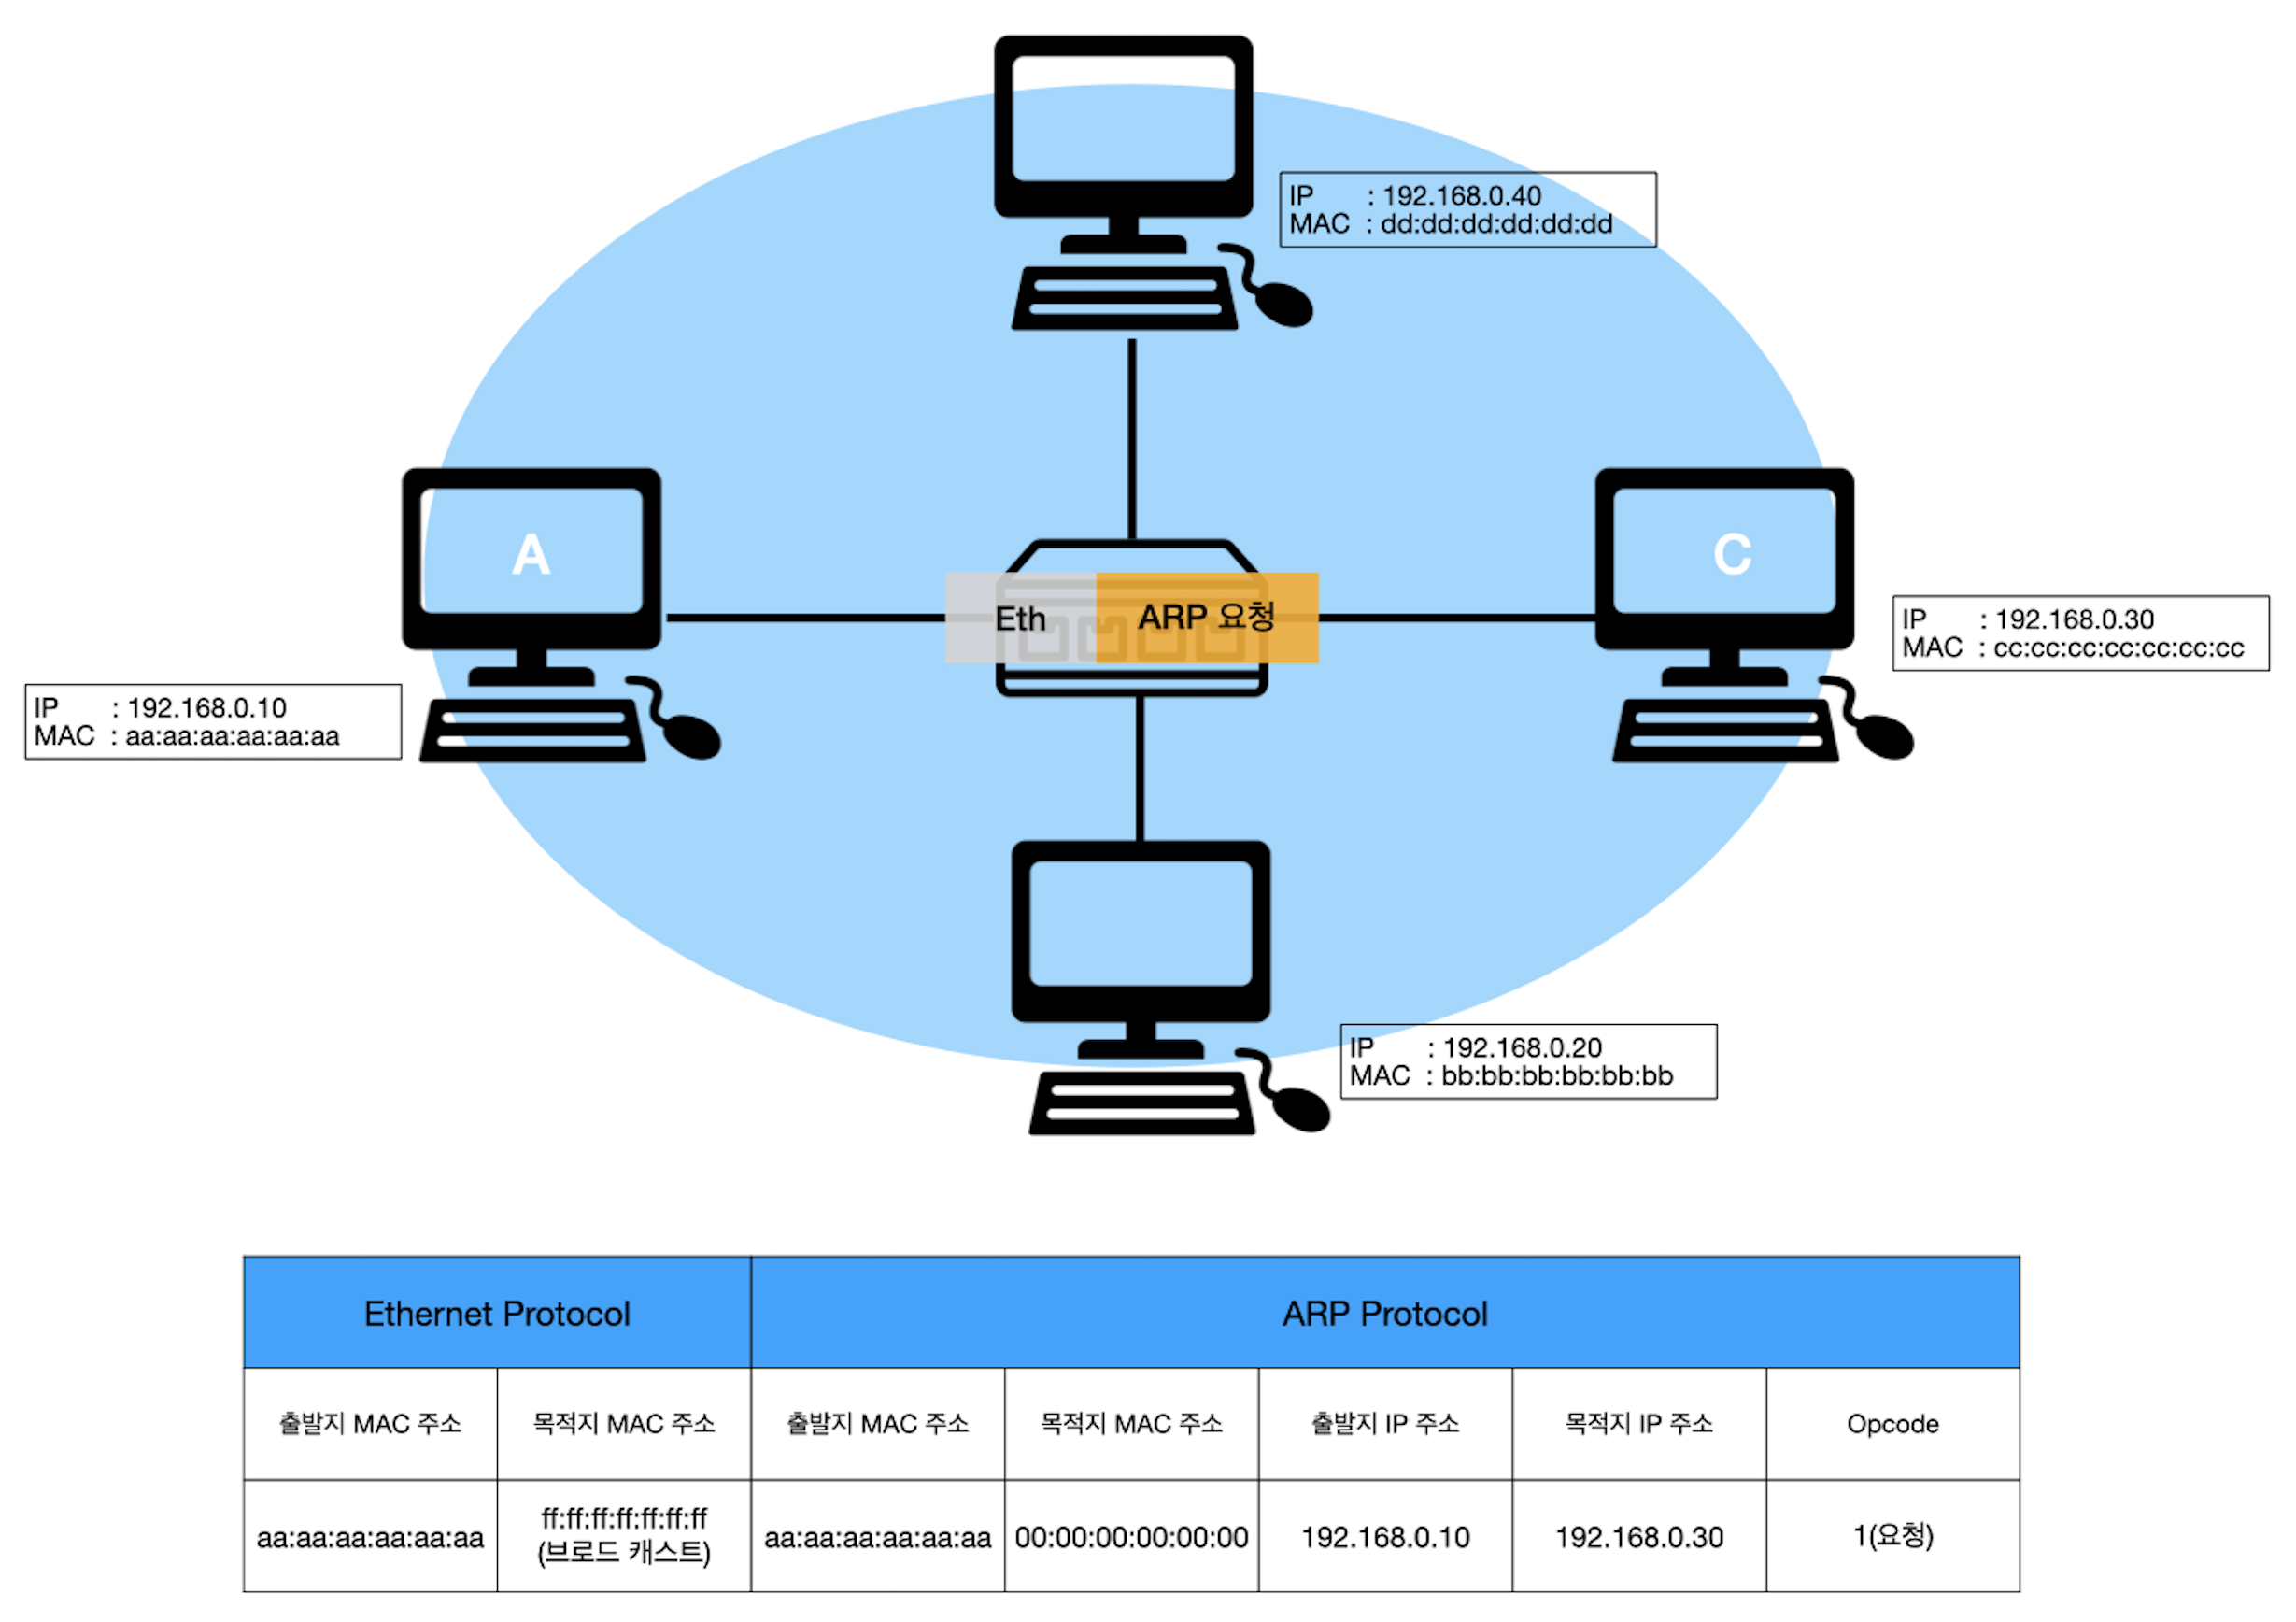 IP : 192.168.0.40
MAC : dd:dd:dd:dd:dd:dd
A
C
Eth
ARP 요청
IP : 192.168.0.30
MAC : cc:cc:cc:cc:cc:cc:cc
IP : 192.168.0.10
MAC : aa:aa:aa:aa:aa:aa
IP : 192.168.0.20
MAC : bb:bb:bb:bb:bb:bb
Ethernet Protocol
ARP Protocol
출발지 MAC 주소
목적지 MAC 주소
출발지 MAC 주소
목적지 MAC 주소
출발지 IP 주소
목적지 IP 주소
Opcode
aa:aa:aa:aa:aa:aa
ff:ff:ff:ff:ff:ff:ff
(브로드 캐스트)
aa:aa:aa:aa:aa:aa
00:00:00:00:00:00
192.168.0.10
192.168.0.30
1(요청)